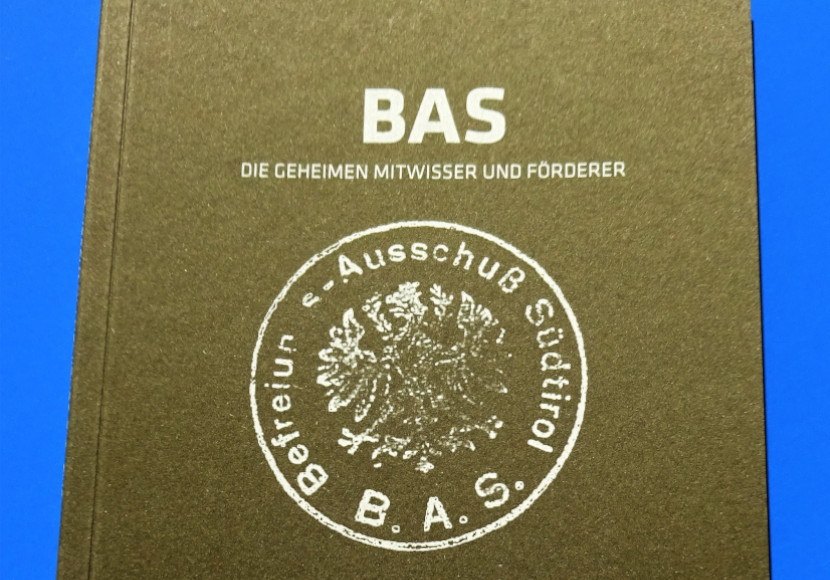 BAS
DIE GEHEIMEN MITWISSER UND FÖRDERER
Befreiun s-Ausschuß Südtirol
B. A. S.